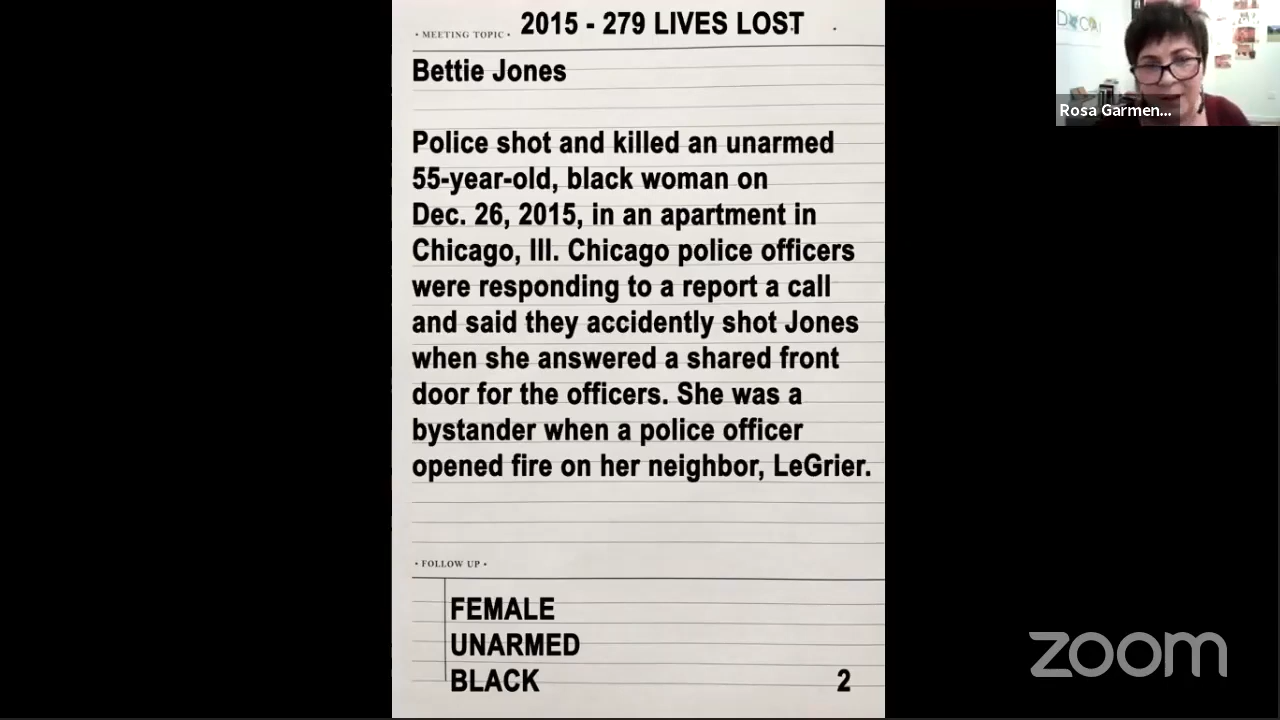 • MEETING TOPIC •
2015 - 279 LIVES LOST
Bettie Jones
Police shot and killed an unarmed
55-year-old, black woman on
Dec. 26, 2015, in an apartment in
Chicago, Ill. Chicago police officers
were responding to a report a call
and said they accidently shot Jones
when she answered a shared front
door for the officers. She was a
bystander when a police officer
opened fire on her neighbor, LeGrier.
• FOLLOW UP •
FEMALE
UNARMED
BLACK
2
Rosa Garmen...
zoom